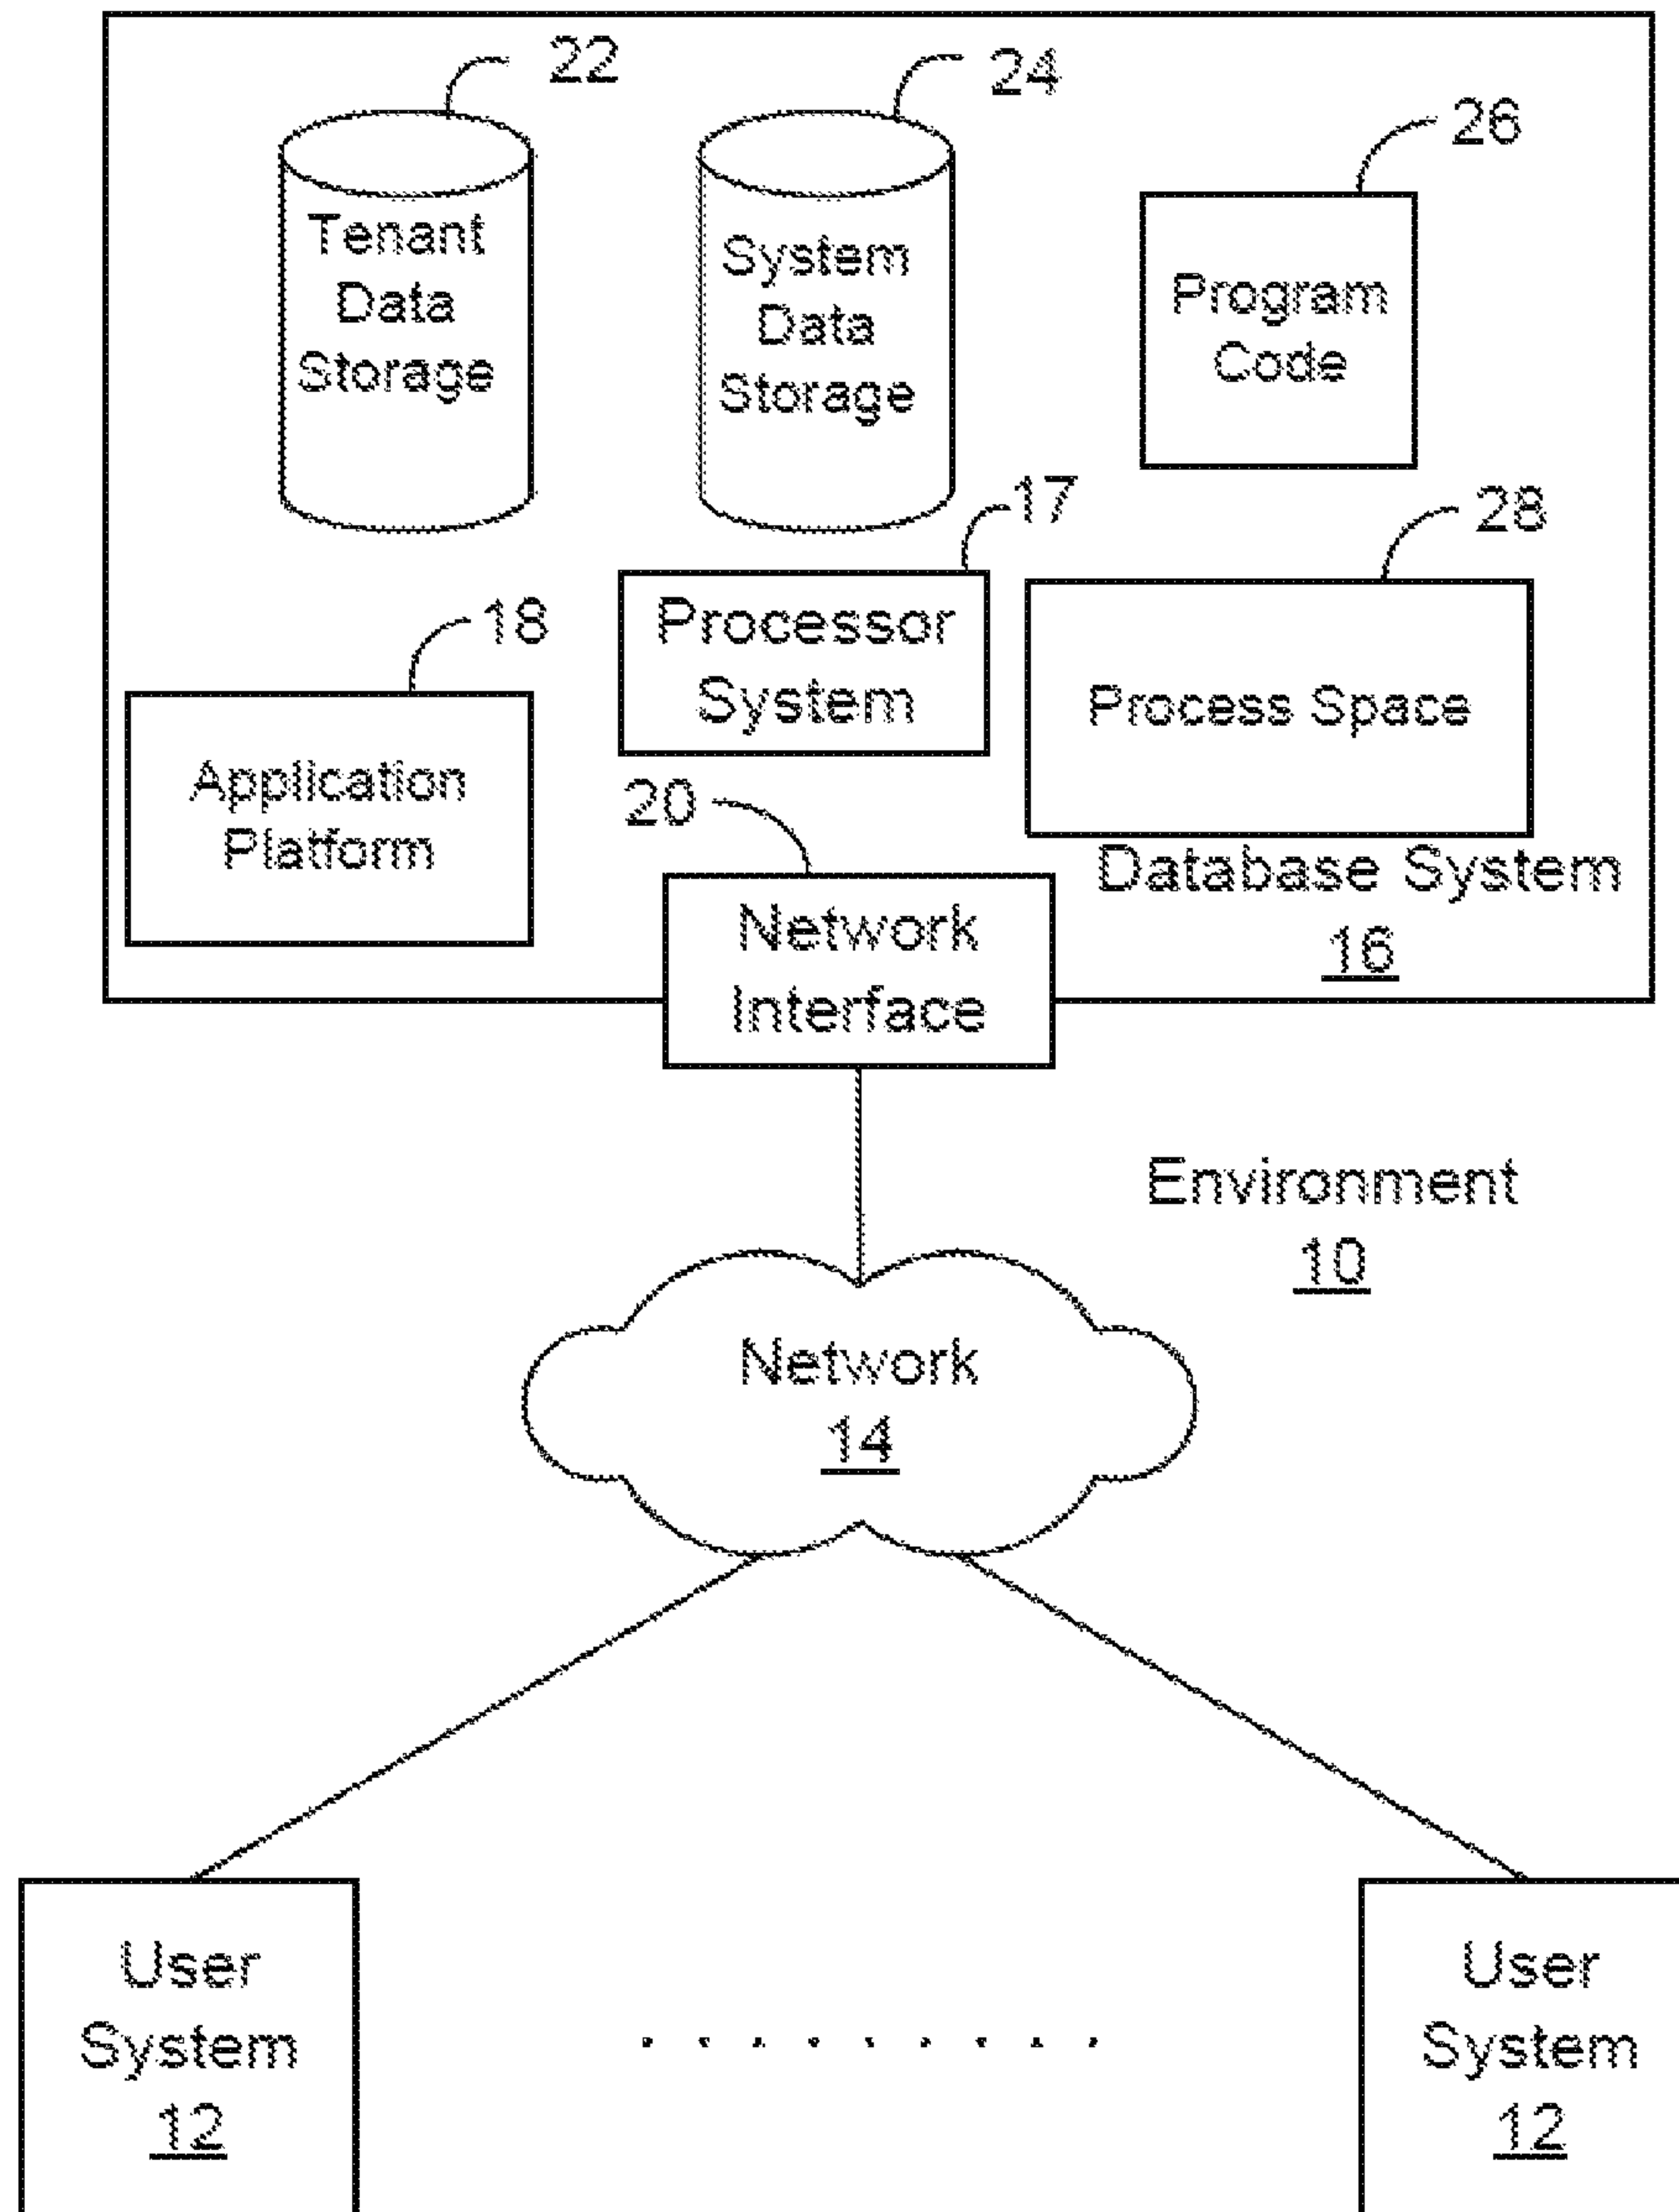 22
24
26
Tenant
Data
Storage
System
Data
Storage
Program
Code
17
28
18
Processor
System
Process Space
Application
Platform
20
Database System
16
Network
Interface
Environment
10
Network
14
User
System
12
User
System
12